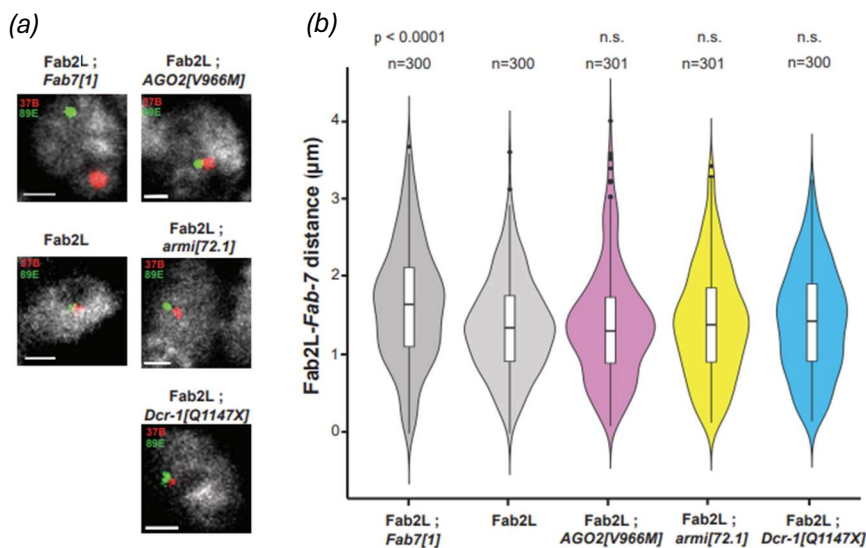 (a)
Fab2L ;
Fab7[1]
Fab2L ;
AGO2[V966M]
37B
89E
37B
89E
Fab2L
Fab2L ;
armi[72.1]
37B
89E
37B
89E
Fab2L ;
Dcr-1[Q1147X]
37B
89E
(b)
p < 0.0001
n.s.
n.s.
n.s.
n=300
n=300
n=301
n=301
n=300
Fab2L-Fab-7 distance (µm)
4
3
2
1
0
Fab2L ;
Fab7[1]
Fab2L
Fab2L ;
AGO2[V966M]
Fab2L ;
armi[72.1]
Fab2L ;
Dcr-1[Q1147X]